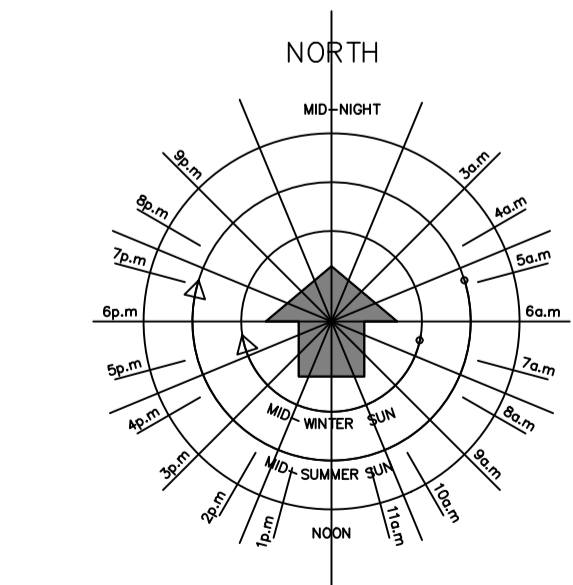 NORTH
MID-NIGHT
9p.m
3a.m
8p.m
4a.m
7p.m
5a.m
6p.m
6a.m
5p.m
7a.m
4p.m
8a.m
MID-WINTER SUN
3p.m
9a.m
MID-SUMMER SUN
2p.m
10a.m
1p.m
11a.m
NOON